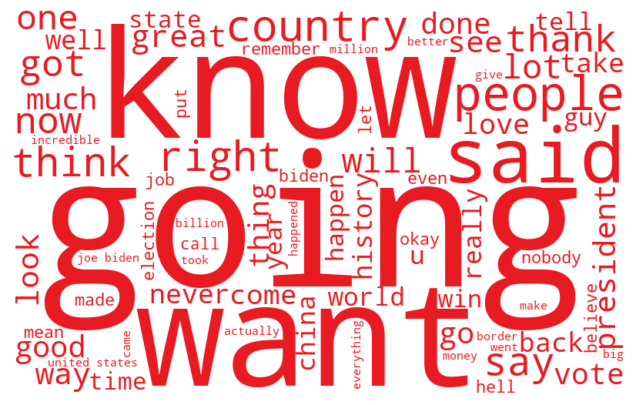 one
state
great
country
done
tell
well
remember
million
better
see
thank
got
know
lot
take
much
put
let
give
people
now
love
guy
incredible
think
right
will
said
job
biden
even
going
thing
year
happen
history
really
president
election
billion
call
took
happened
okay
u
nobody
look
joe biden
made
never
come
world
win
make
believe
mean
came
want
actually
china
everything
go
border
went
back
big
good
united states
money
say
way
time
hell
vote